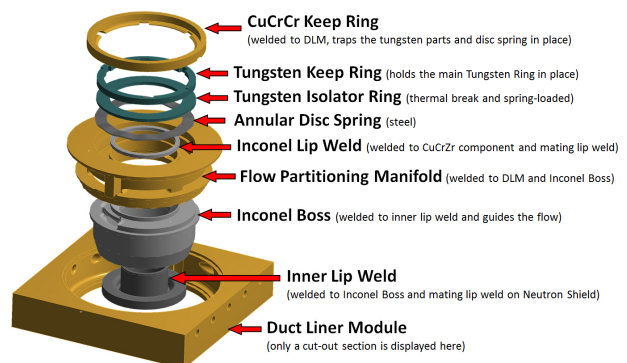 CuCrCr Keep Ring
(welded to DLM, traps the tungsten parts and disc spring in place)
Tungsten Keep Ring (holds the main Tungsten Ring in place)
Tungsten Isolator Ring (thermal break and spring-loaded)
Annular Disc Spring (steel)
Inconel Lip Weld (welded to CuCrZr component and mating lip weld)
Flow Partitioning Manifold (welded to DLM and Inconel Boss)
Inconel Boss (welded to inner lip weld and guides the flow)
Inner Lip Weld
(welded to Inconel Boss and mating lip weld on Neutron Shield)
Duct Liner Module
(only a cut-out section is displayed here)